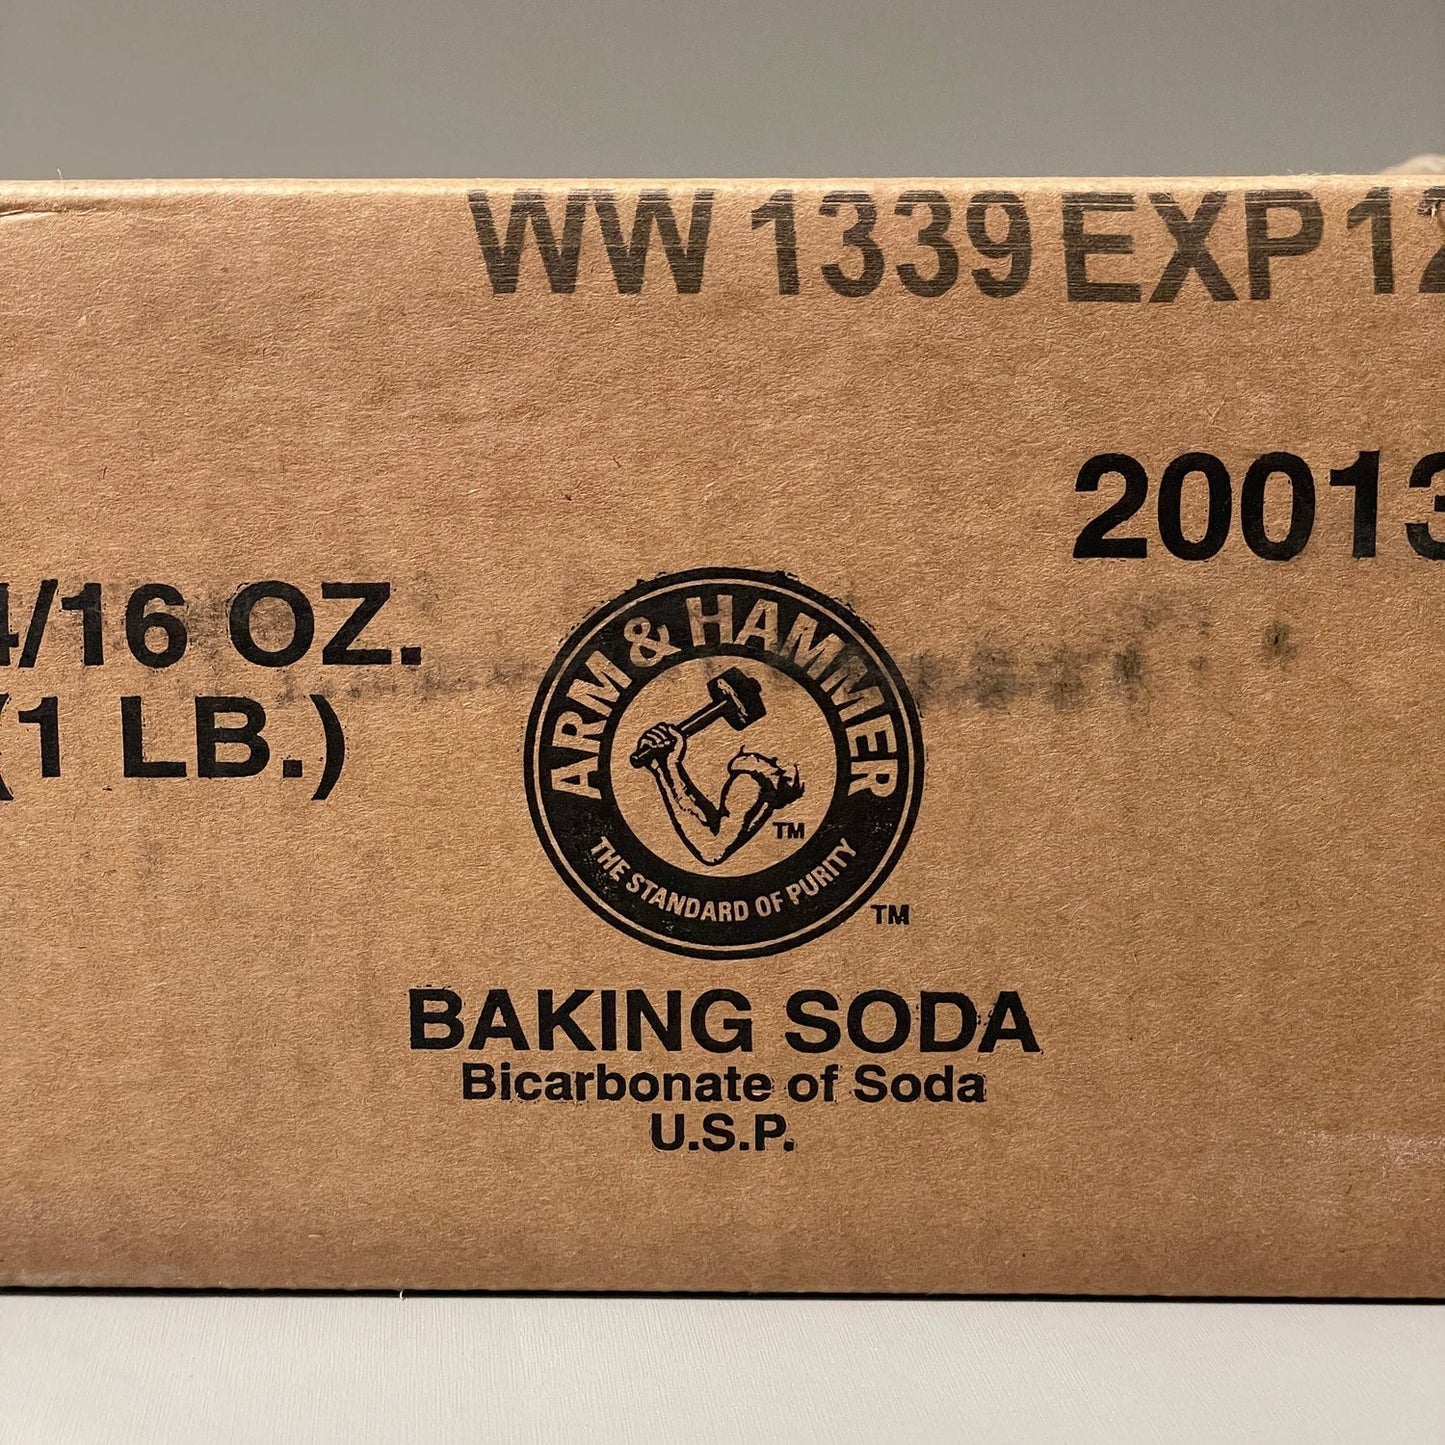 WW 1339 EXP 12
20013
4/16 OZ.
(1 LB.)
ARM & HAMMER
TM
THE STANDARD OF PURITY
TM
BAKING SODA
Bicarbonate of Soda
U.S.P.